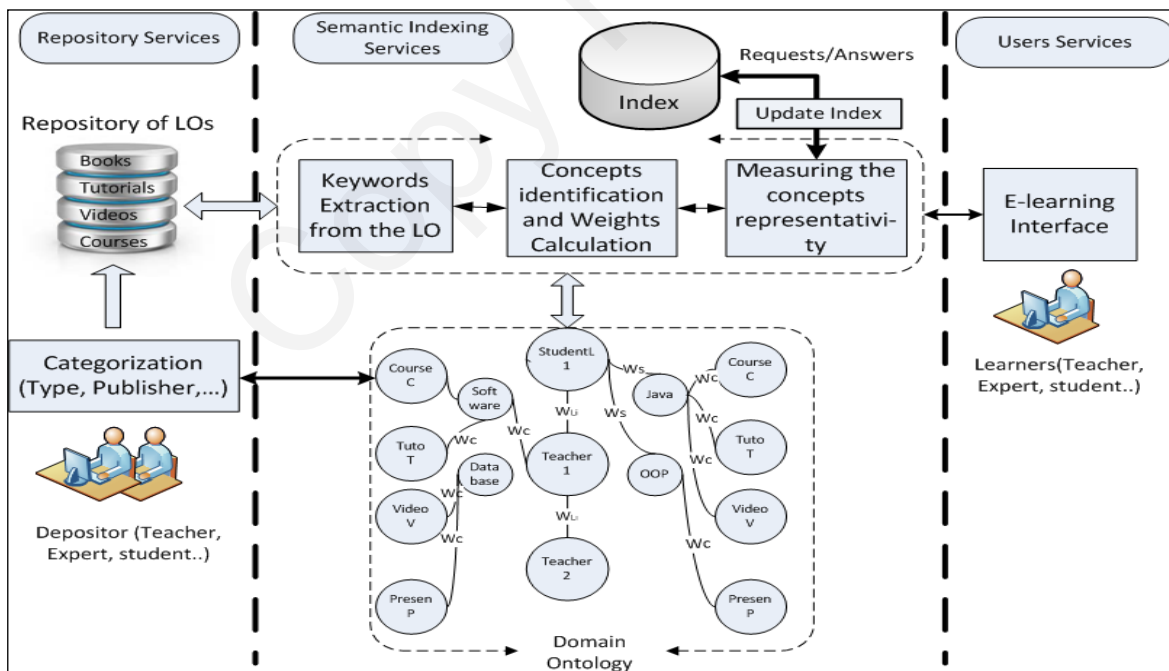 Repository Services
Semantic Indexing
Services
Users Services
Requests/Answers
Index
Update Index
Repository of LOs
Books
Tutorials
Videos
Courses
Keywords
Extraction
from the LO
Concepts
identification
and Weights
Calculation
Measuring the
concepts
representativi-
ty
E-learning
Interface
Categorization
(Type, Publisher,...)
Depositor (Teacher,
Expert, student..)
Learners(Teacher,
Expert, student..)
Course
C
Soft
ware
Tuto
T
Data
base
Video
V
Presen
P
StudentL
1
Teacher
1
Teacher
2
Java
OOP
Course
C
Tuto
T
Video
V
Presen
P
Ws
Ws
Wc
Wc
Wc
Wc
Wc
Wc
Wc
Wc
Domain
Ontology
Copy